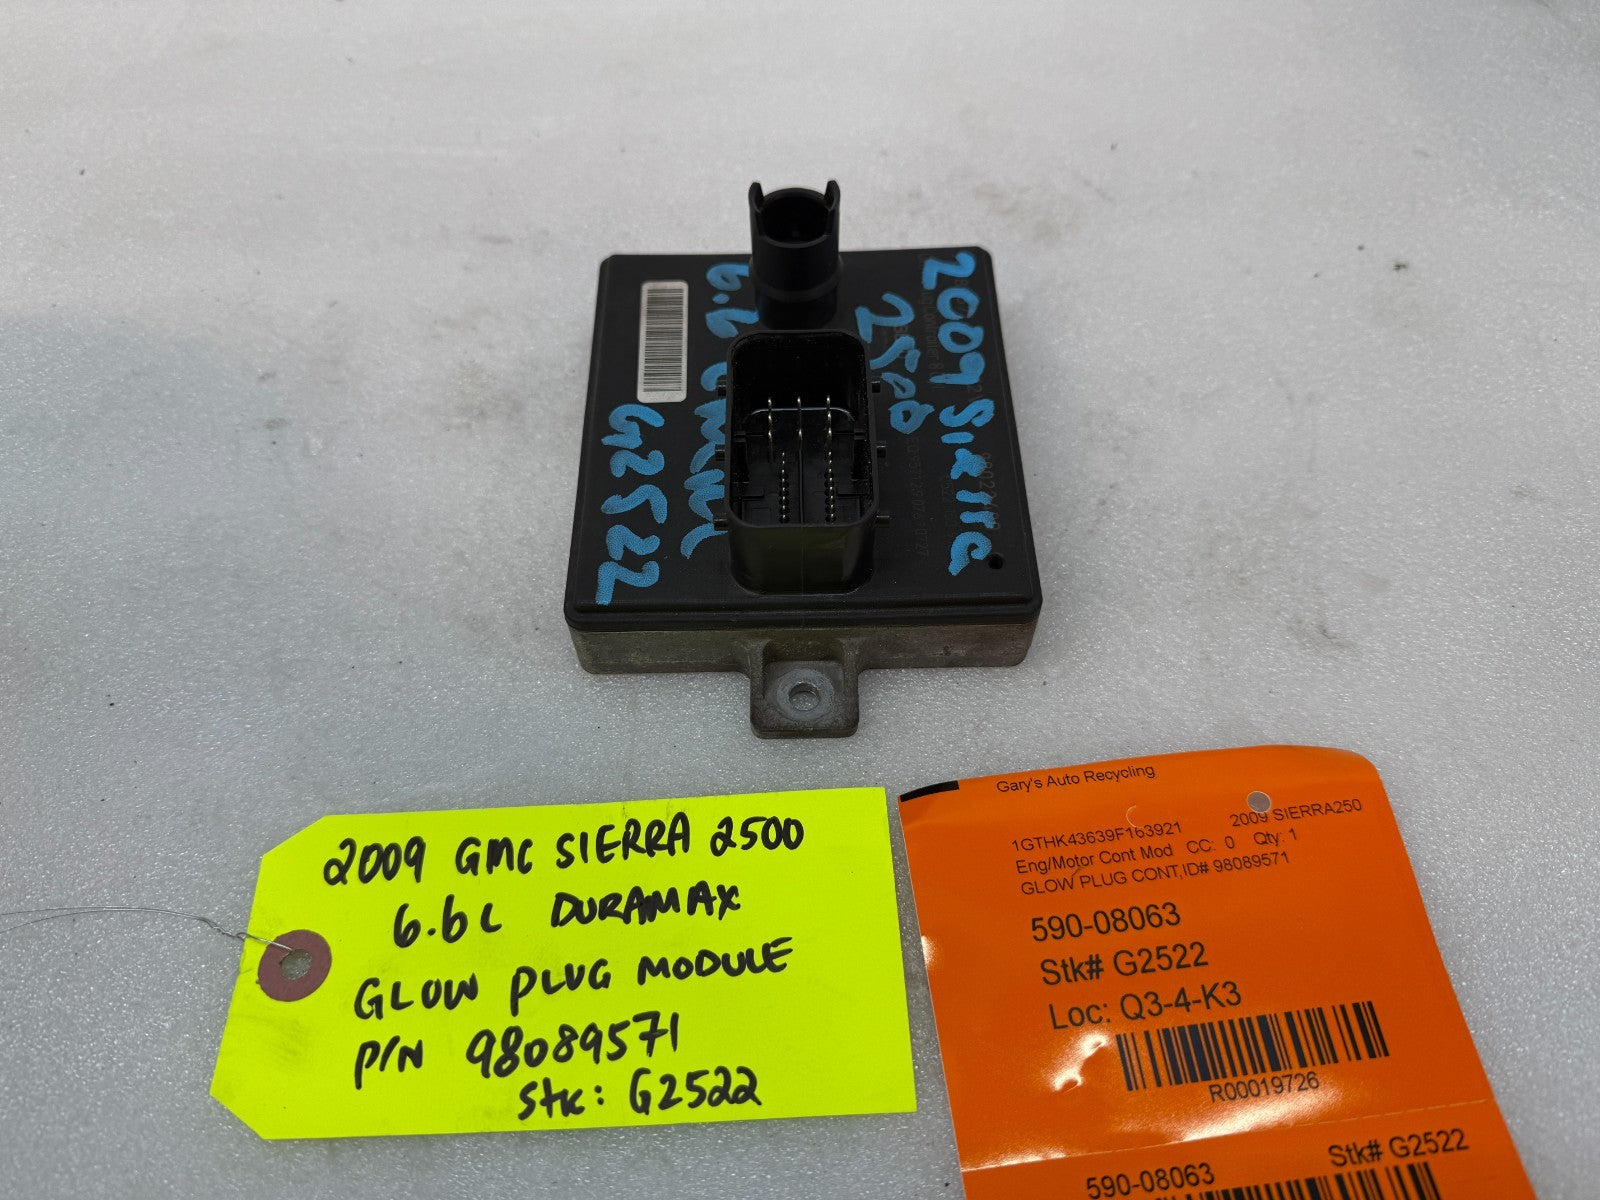 2009 Sierra
2500
6.6
G2522
2009 GMC SIERRA 2500
6.6L DURAMAX
GLOW PLUG MODULE
P/N 98089571
Stk: G2522
Gary's Auto Recycling
1GTHK43639F163921 2009 SIERRA250
Eng/Motor Cont Mod CC: 0 Qty: 1
GLOW PLUG CONT,ID# 98089571
590-08063
Stk# G2522
Loc: Q3-4-K3
R00019726
590-08063 Stk# G2522